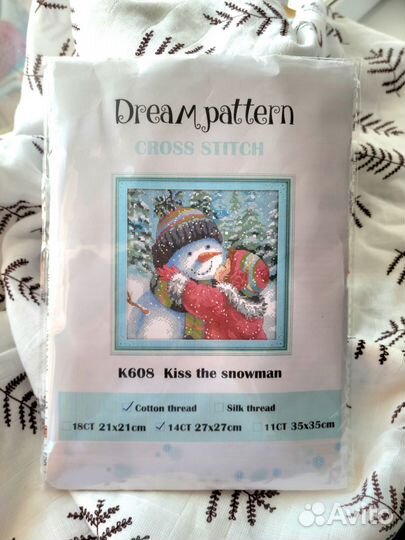 Dream pattern
CROSS STITCH
K608 Kiss the snowman
Cotton thread Silk thread
18CT 21x21cm 14CT 27x27cm 11CT 35x35cm
Avito